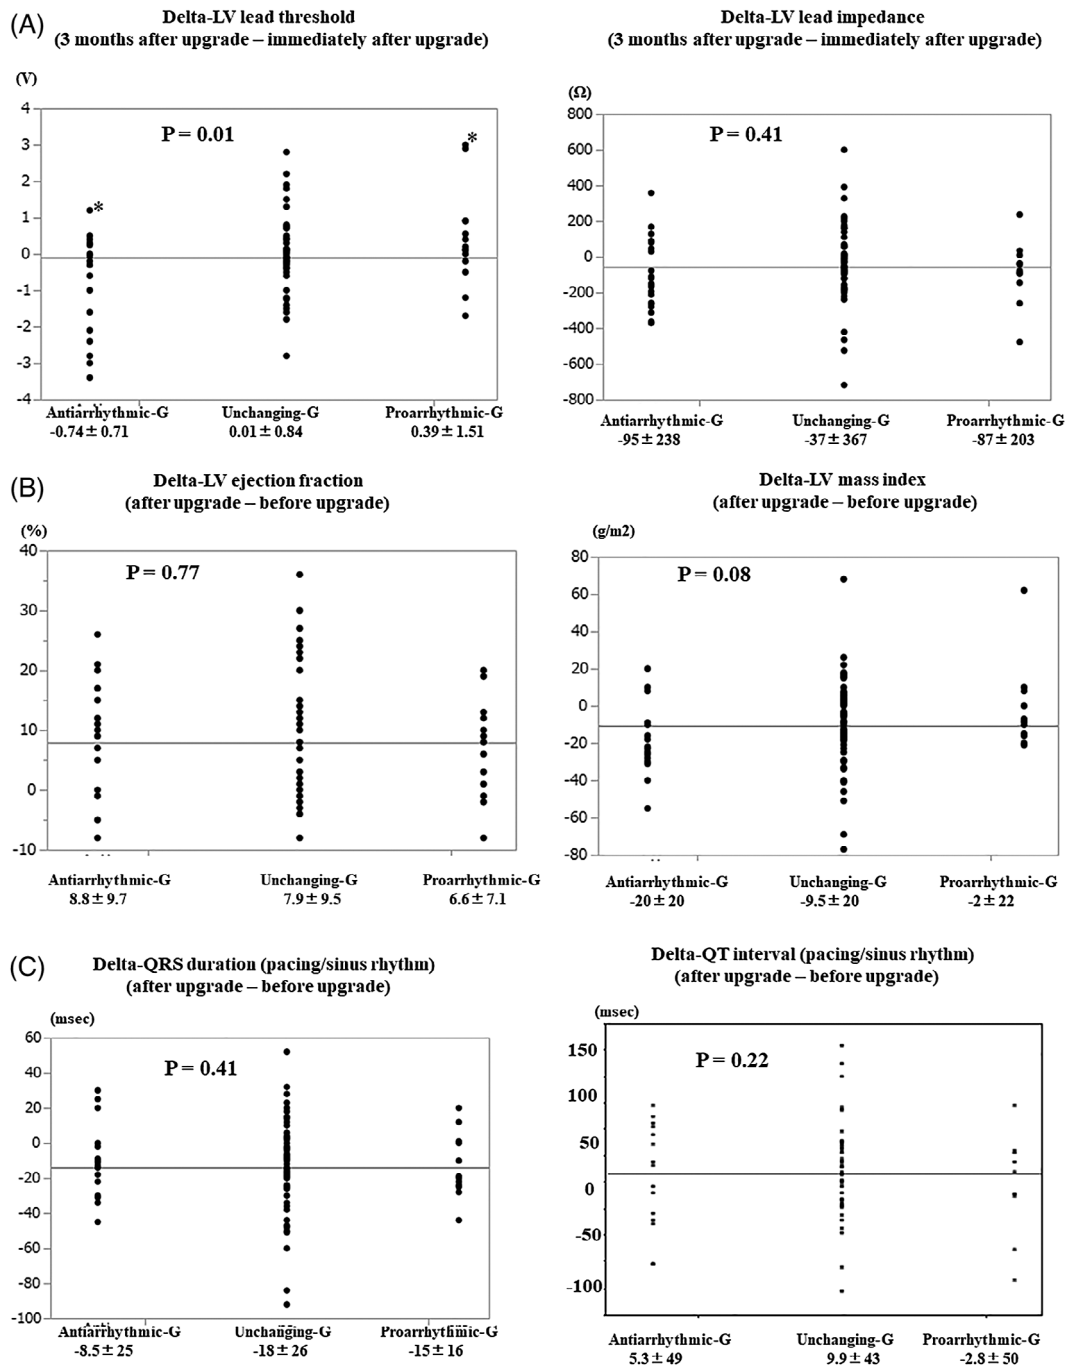 (A)
Delta-LV lead threshold
(3 months after upgrade – immediately after upgrade)
(V)
P = 0.01
4
3
2
1
0
-1
-2
-3
-4
*
*
Antiarrhythmic-G
-0.74 ± 0.71
Unchanging-G
0.01 ± 0.84
Proarrhythmic-G
0.39 ± 1.51
Delta-LV lead impedance
(3 months after upgrade – immediately after upgrade)
(Ω)
P = 0.41
800
600
400
200
0
-200
-400
-600
-800
Antiarrhythmic-G
-95 ± 238
Unchanging-G
-37 ± 367
Proarrhythmic-G
-87 ± 203
(B)
Delta-LV ejection fraction
(after upgrade – before upgrade)
(%)
P = 0.77
40
30
20
10
0
-10
Antiarrhythmic-G
8.8 ± 9.7
Unchanging-G
7.9 ± 9.5
Proarrhythmic-G
6.6 ± 7.1
Delta-LV mass index
(after upgrade – before upgrade)
(g/m2)
P = 0.08
80
60
40
20
0
-20
-40
-60
-80
Antiarrhythmic-G
-20 ± 20
Unchanging-G
-9.5 ± 20
Proarrhythmic-G
-2 ± 22
(C)
Delta-QRS duration (pacing/sinus rhythm)
(after upgrade – before upgrade)
(msec)
P = 0.41
60
40
20
0
-20
-40
-60
-80
-100
Antiarrhythmic-G
-8.5 ± 25
Unchanging-G
-18 ± 26
Proarrhythmic-G
-15 ± 16
Delta-QT interval (pacing/sinus rhythm)
(after upgrade – before upgrade)
(msec)
P = 0.22
150
100
50
0
-50
-100
Antiarrhythmic-G
5.3 ± 49
Unchanging-G
9.9 ± 43
Proarrhythmic-G
-2.8 ± 50